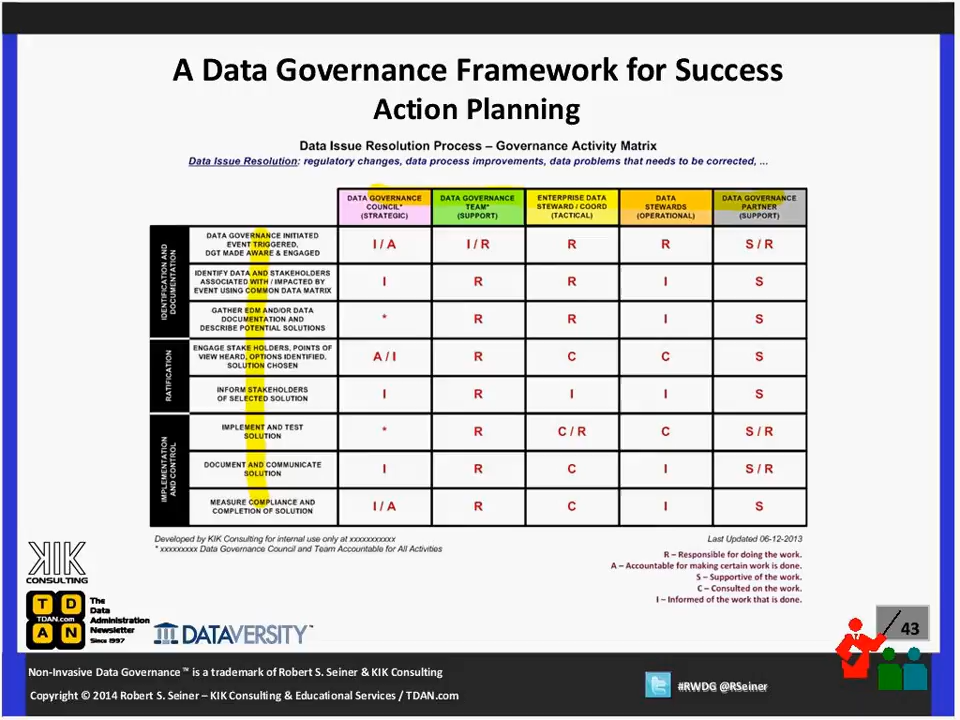 A Data Governance Framework for Success
Action Planning
Data Issue Resolution Process – Governance Activity Matrix
Data Issue Resolution: regulatory changes, data process improvements, data problems that needs to be corrected, ...
DATA GOVERNANCE
COUNCIL*
(STRATEGIC)
DATA GOVERNANCE
TEAM*
(SUPPORT)
ENTERPRISE DATA
STEWARD / COORD
(TACTICAL)
DATA
STEWARDS
(OPERATIONAL)
DATA GOVERNANCE
PARTNER
(SUPPORT)
IDENTIFICATION AND
DOCUMENTATION
DATA GOVERNANCE INITIATED
EVENT TRIGGERED,
DGT MADE AWARE & ENGAGED
I / A
I / R
R
R
S / R
IDENTIFY DATA AND STAKEHOLDERS
ASSOCIATED WITH / IMPACTED BY
EVENT USING COMMON DATA MATRIX
I
R
R
I
S
GATHER EDM AND/OR DATA
DOCUMENTATION AND
DESCRIBE POTENTIAL SOLUTIONS
*
R
R
I
S
RATIFICATION
ENGAGE STAKE HOLDERS, POINTS OF
VIEW HEARD, OPTIONS IDENTIFIED,
SOLUTION CHOSEN
A / I
R
C
C
S
INFORM STAKEHOLDERS
OF SELECTED SOLUTION
I
R
I
I
S
IMPLEMENTATION
AND CONTROL
IMPLEMENT AND TEST
SOLUTION
*
R
C / R
C
S / R
DOCUMENT AND COMMUNICATE
SOLUTION
I
R
C
I
S / R
MEASURE COMPLIANCE AND
COMPLETION OF SOLUTION
I / A
R
C
I
S
Developed by KIK Consulting for internal use only at xxxxxxxxxxx
Last Updated 06-12-2013
* xxxxxxxxx Data Governance Council and Team Accountable for All Activities
R – Responsible for doing the work.
A – Accountable for making certain work is done.
S – Supportive of the work.
C – Consulted on the work.
I – Informed of the work that is done.
KIK
CONSULTING
T D
TDAN.com
A N
The
Data
Administration
Newsletter
Since 1997
DATAVERSITY™
43
Non-Invasive Data Governance™ is a trademark of Robert S. Seiner & KIK Consulting
Copyright © 2014 Robert S. Seiner – KIK Consulting & Educational Services / TDAN.com
#RWDG @RSeiner